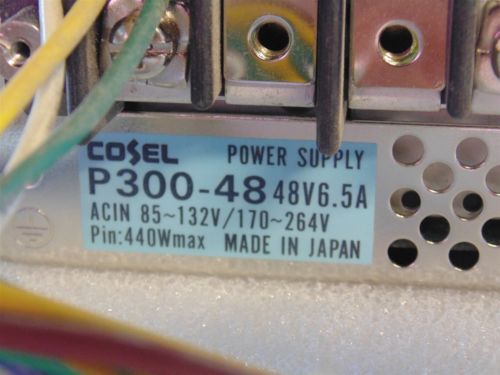 COSEL POWER SUPPLY
P300-48 48V6.5A
ACIN 85~132V/170~264V
Pin:440Wmax MADE IN JAPAN